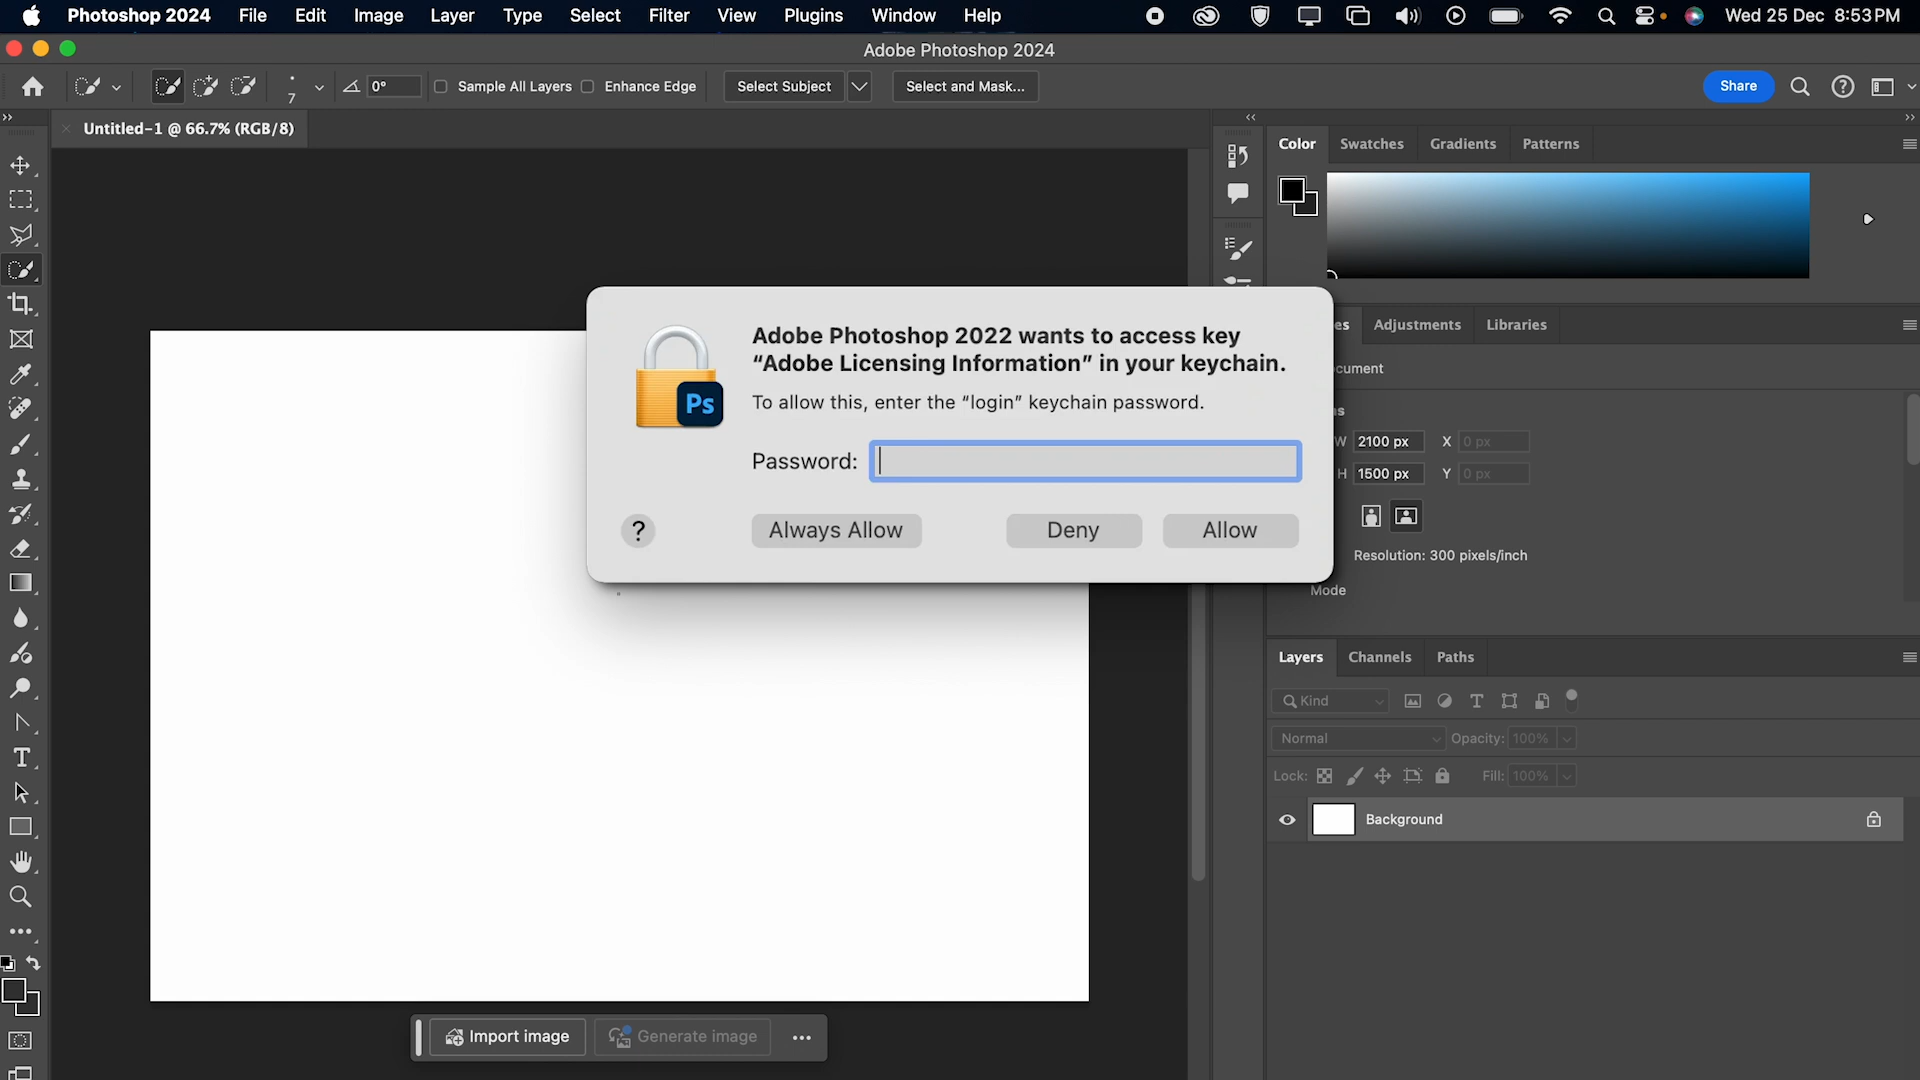 Photoshop 2024 File Edit Image Layer Type Select Filter View Plugins Window Help Wed 25 Dec 8:53 PM
Adobe Photoshop 2024
7 0° Sample All Layers Enhance Edge Select Subject Select and Mask... Share
Untitled-1 @ 66.7% (RGB/8)
Color Swatches Gradients Patterns
Adobe Photoshop 2022 wants to access key
“Adobe Licensing Information” in your keychain.
To allow this, enter the “login” keychain password.
Password:
? Always Allow Deny Allow
Ps
es Adjustments Libraries
cument
s
W 2100 px X 0 px
H 1500 px Y 0 px
Resolution: 300 pixels/inch
Mode
Layers Channels Paths
Kind
Normal Opacity: 100%
Lock: Fill: 100%
Background
Import image Generate image